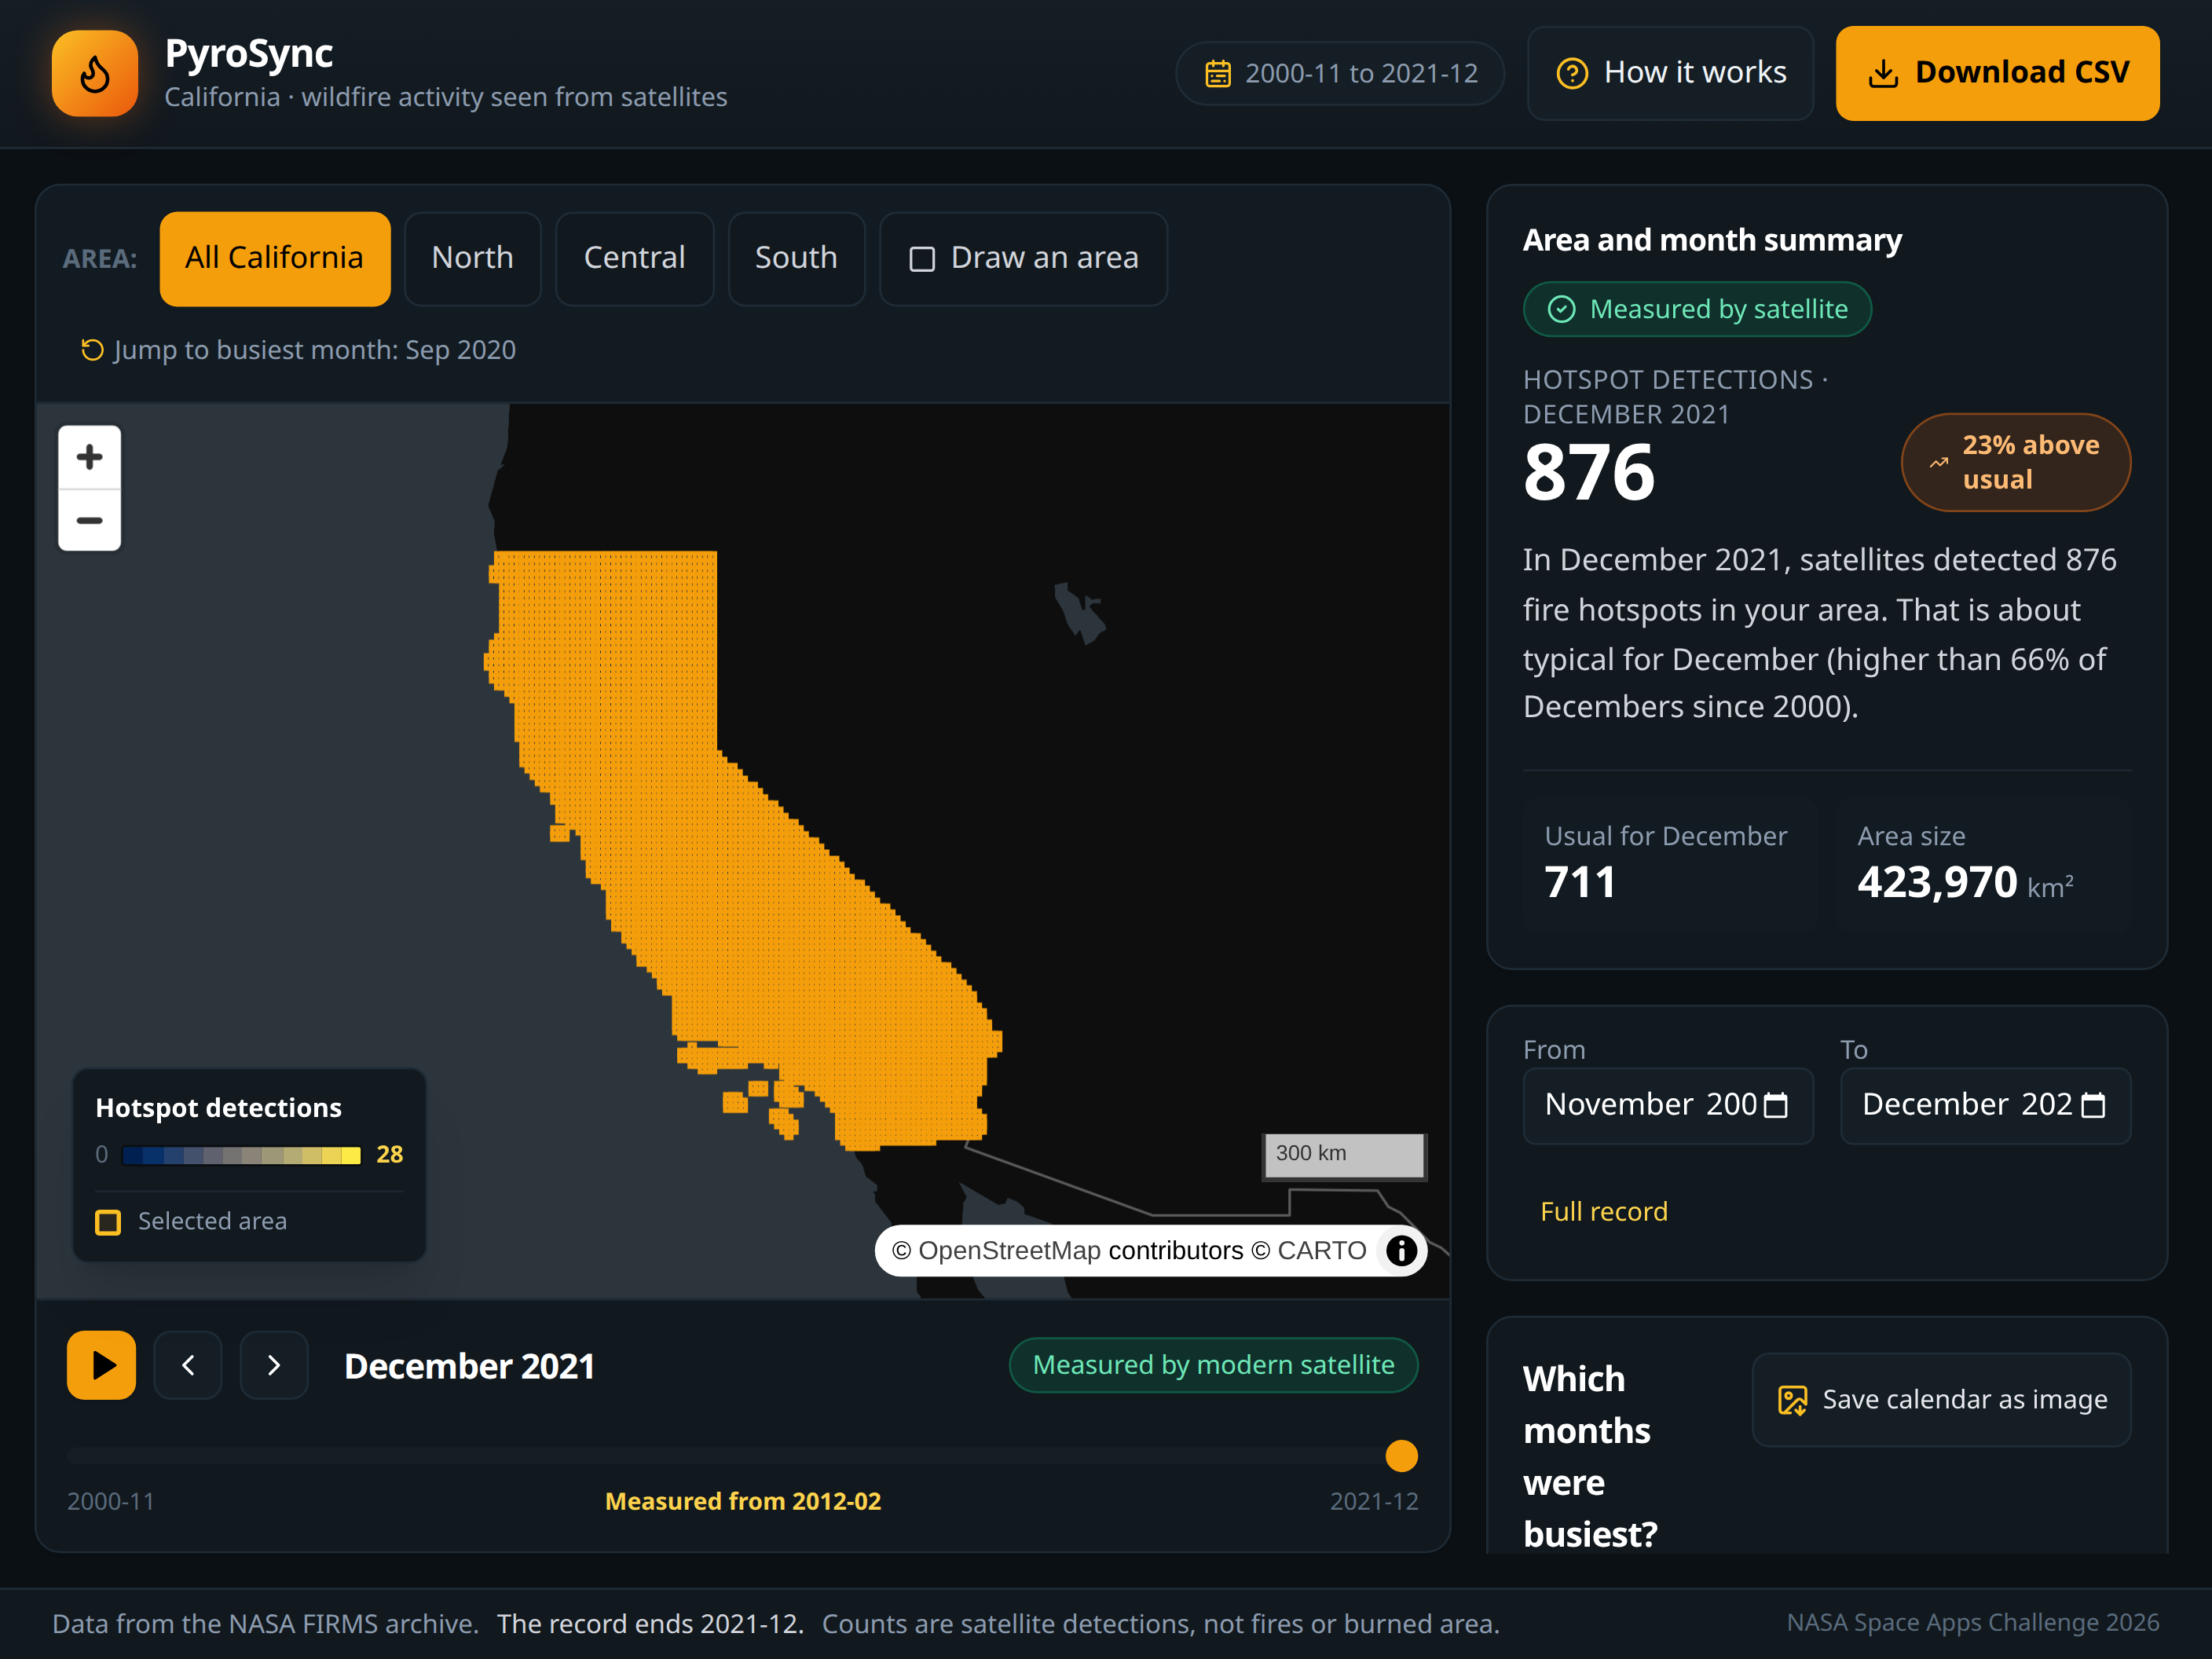 PyroSync
California · wildfire activity seen from satellites
2000-11 to 2021-12
How it works
Download CSV
AREA:
All California
North
Central
South
Draw an area
Jump to busiest month: Sep 2020
Hotspot detections
0
28
Selected area
300 km
© OpenStreetMap contributors © CARTO
December 2021
Measured by modern satellite
2000-11
Measured from 2012-02
2021-12
Area and month summary
Measured by satellite
HOTSPOT DETECTIONS ·
DECEMBER 2021
876
23% above
usual
In December 2021, satellites detected 876
fire hotspots in your area. That is about
typical for December (higher than 66% of
Decembers since 2000).
Usual for December
711
Area size
423,970 km²
From
November 200
To
December 202
Full record
Which
months
were
busiest?
Save calendar as image
Data from the NASA FIRMS archive. The record ends 2021-12. Counts are satellite detections, not fires or burned area.
NASA Space Apps Challenge 2026